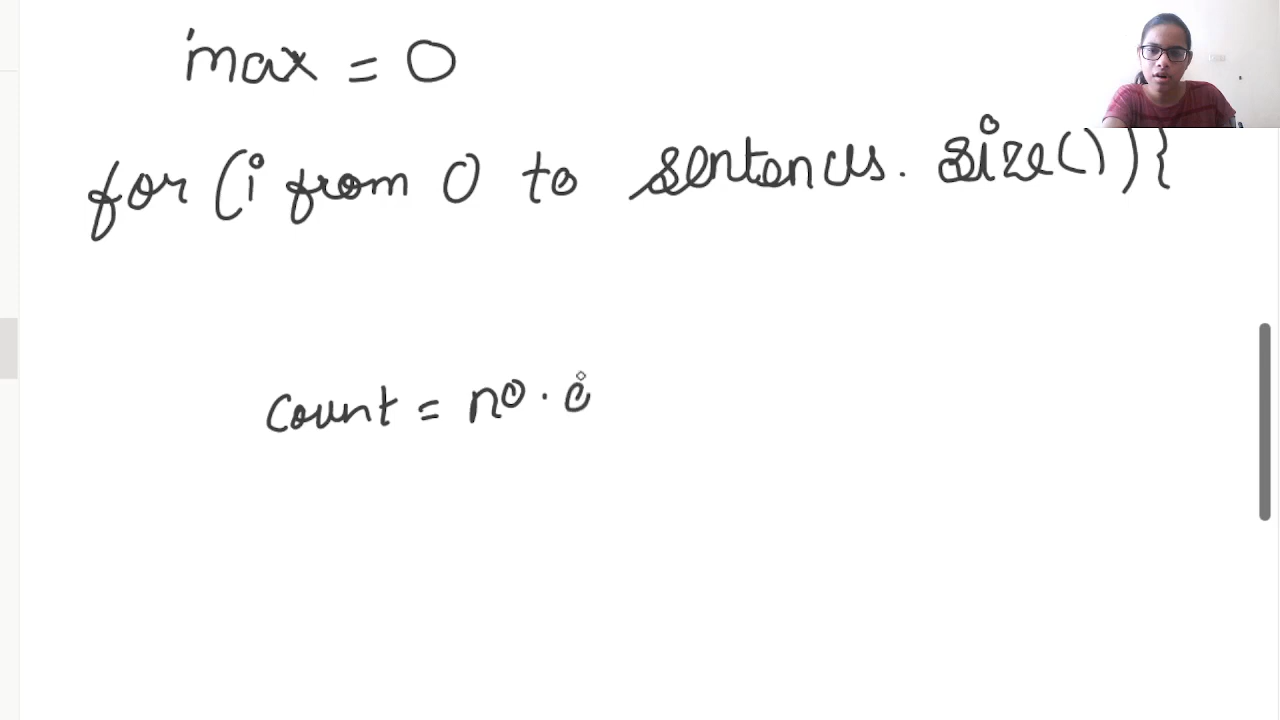 max = 0
for (i from 0 to sentences. size()){
count = no.